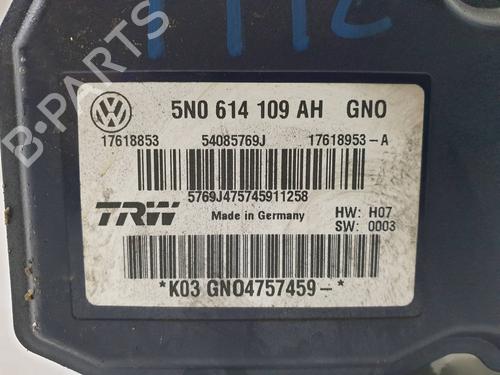 B-PARTS
5N0 614 109 AH GNO
17618853 54085769J 17618953-A
5769J475745911258
TRW Made in Germany HW: H07
SW: 0003
*K03 GNO4757459-*